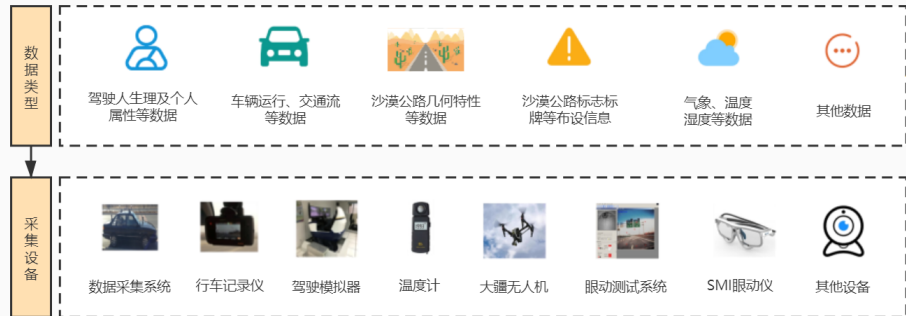 数据类型
驾驶人生理及个人
属性等数据
车辆运行、交通流
等数据
沙漠公路几何特性
等数据
沙漠公路标志标
牌等布设信息
气象、温度
湿度等数据
其他数据
采集设备
数据采集系统
行车记录仪
驾驶模拟器
温度计
大疆无人机
眼动测试系统
SMI眼动仪
其他设备